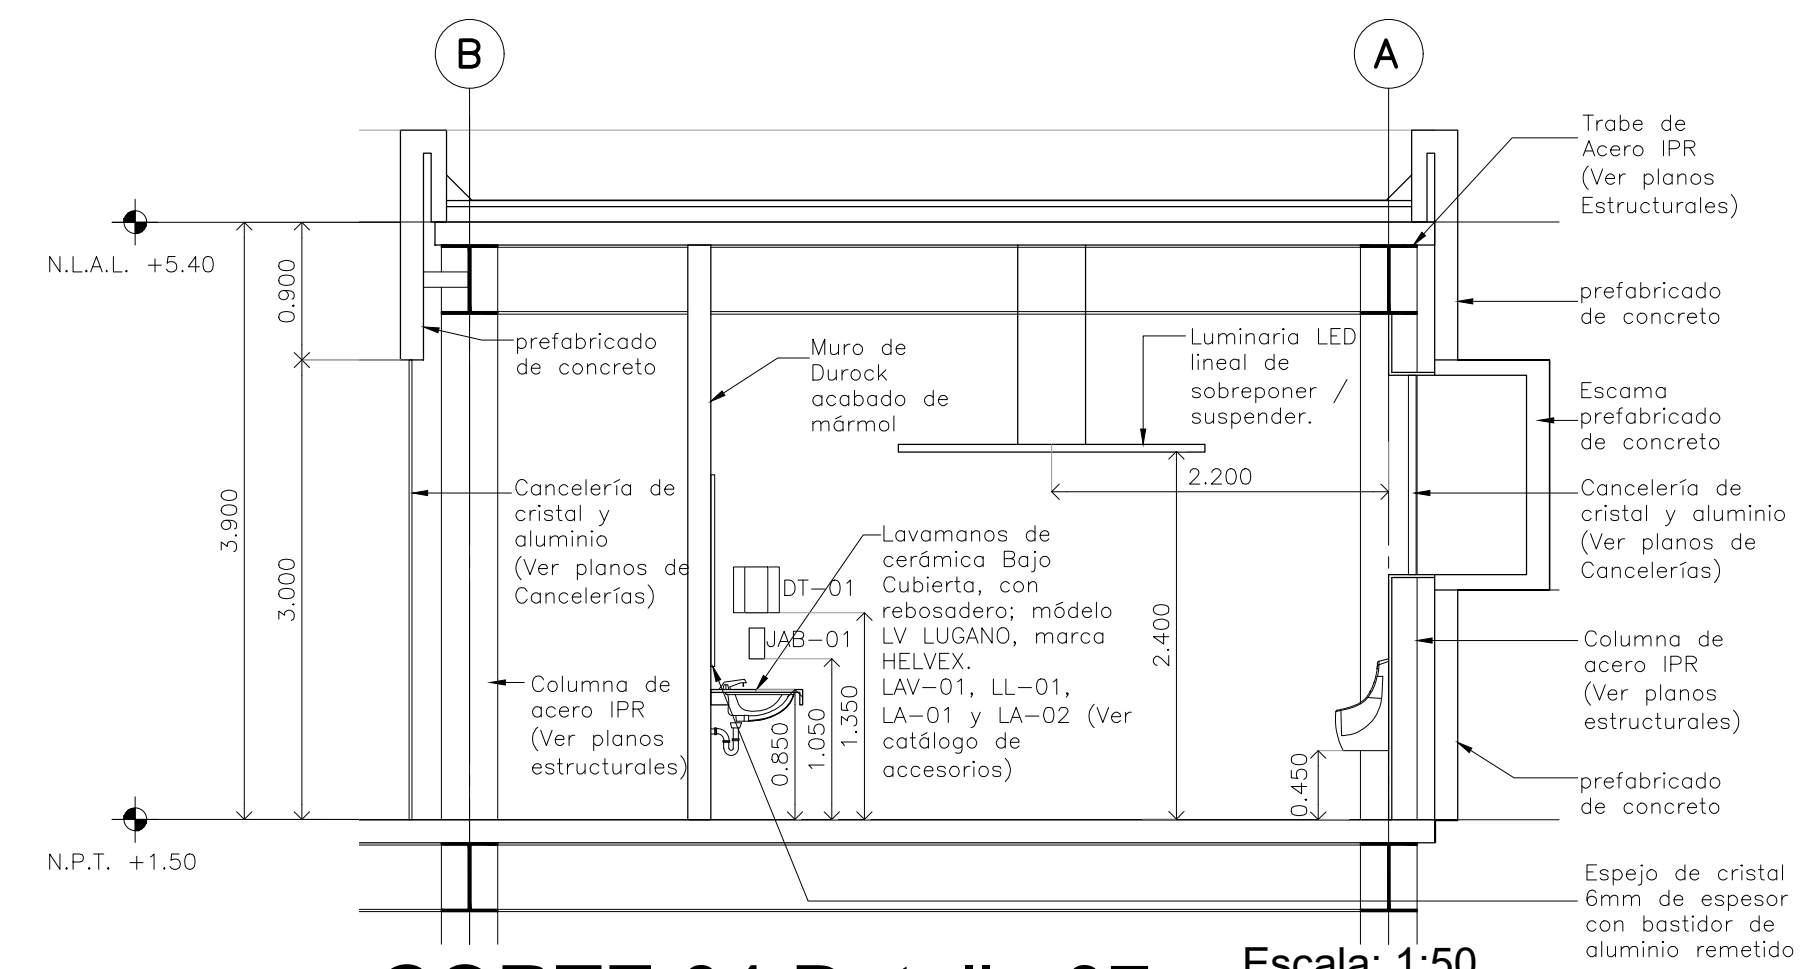 B
A
Trabe de
Acero IPR
(Ver planos
Estructurales)
N.L.A.L. +5.40
0.900
prefabricado
de concreto
prefabricado
de concreto
Muro de
Durock
acabado de
mármol
Luminaria LED
lineal de
sobreponer /
suspender.
Escama
prefabricado
de concreto
2.200
3.900
3.000
Cancelería de
cristal y
aluminio
(Ver planos de
Cancelerías)
Cancelería de
cristal y aluminio
(Ver planos de
Cancelerías)
DT-01
JAB-01
Lavamanos de
cerámica Bajo
Cubierta, con
rebosadero; módelo
LV LUGANO, marca
HELVEX.
LAV-01, LL-01,
LA-01 y LA-02 (Ver
catálogo de
accesorios)
2.400
Columna de
acero IPR
(Ver planos
estructurales)
Columna de
acero IPR
(Ver planos
estructurales)
0.850
1.050
1.350
0.450
prefabricado
de concreto
N.P.T. +1.50
Espejo de cristal
6mm de espesor
con bastidor de
aluminio remetido
Escala: 1:50